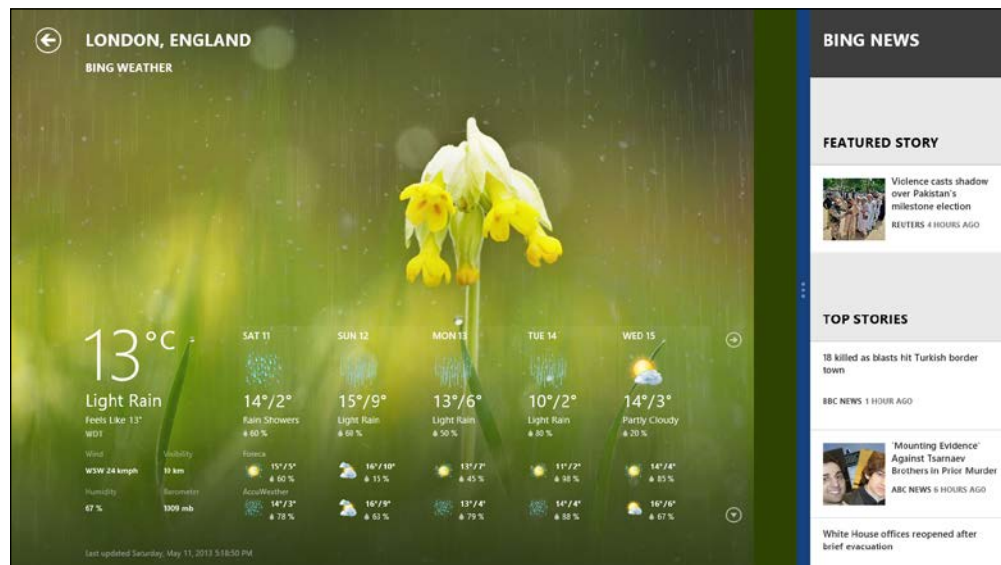 LONDON, ENGLAND
BING WEATHER
13°C
Light Rain
Feels Like 13°
WDT
Wind
Visibility
WSW 24 kmph
10 km
Humidity
Barometer
67 %
1009 mb
SAT 11
SUN 12
MON 13
TUE 14
WED 15
14°/2°
15°/9°
13°/6°
10°/2°
14°/3°
Rain Showers
Light Rain
Light Rain
Light Rain
Partly Cloudy
60 %
60 %
50 %
80 %
20 %
Foreca
15°/5°
16°/10°
13°/7°
11°/2°
14°/4°
60 %
15 %
45 %
98 %
85 %
AccuWeather
14°/3°
16°/9°
13°/4°
14°/4°
16°/6°
78 %
63 %
79 %
88 %
67 %
Last updated Saturday, May 11, 2013 5:18:50 PM
BING NEWS
FEATURED STORY
Violence casts shadow
over Pakistan's
milestone election
REUTERS 4 HOURS AGO
TOP STORIES
18 killed as blasts hit Turkish border
town
BBC NEWS 1 HOUR AGO
'Mounting Evidence'
Against Tsarnaev
Brothers in Prior Murder
ABC NEWS 6 HOURS AGO
White House offices reopened after
brief evacuation